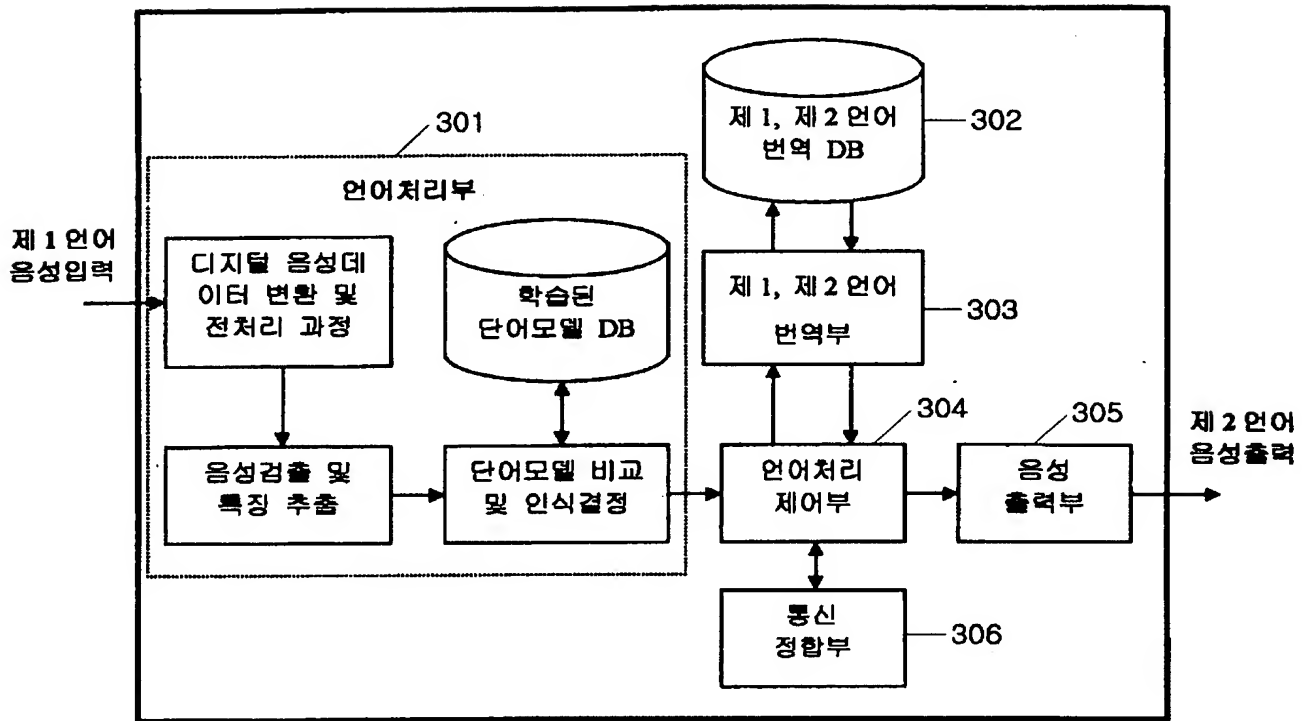 제 1, 제 2 언어
번역 DB
302
301
언어처리부
제 1 언어
음성입력
디지털 음성데
이터 변환 및
전처리 과정
학습된
단어모델 DB
제 1, 제 2 언어
번역부
303
음성검출 및
특징 추출
단어모델 비교
및 인식결정
304
언어처리
제어부
305
음성
출력부
제 2 언어
음성출력
통신
정합부
306